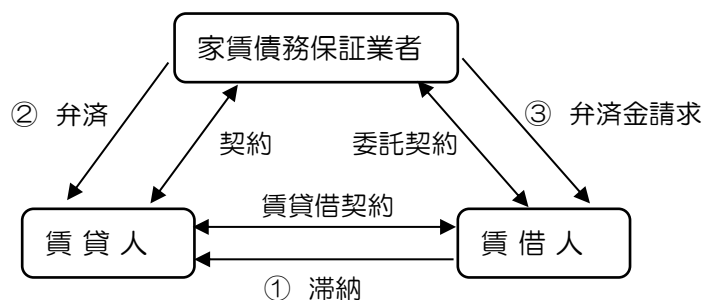 家賃債務保証業者
② 弁済
③ 弁済金請求
契約
委託契約
賃貸借契約
賃 貸 人
賃 借 人
① 滞納